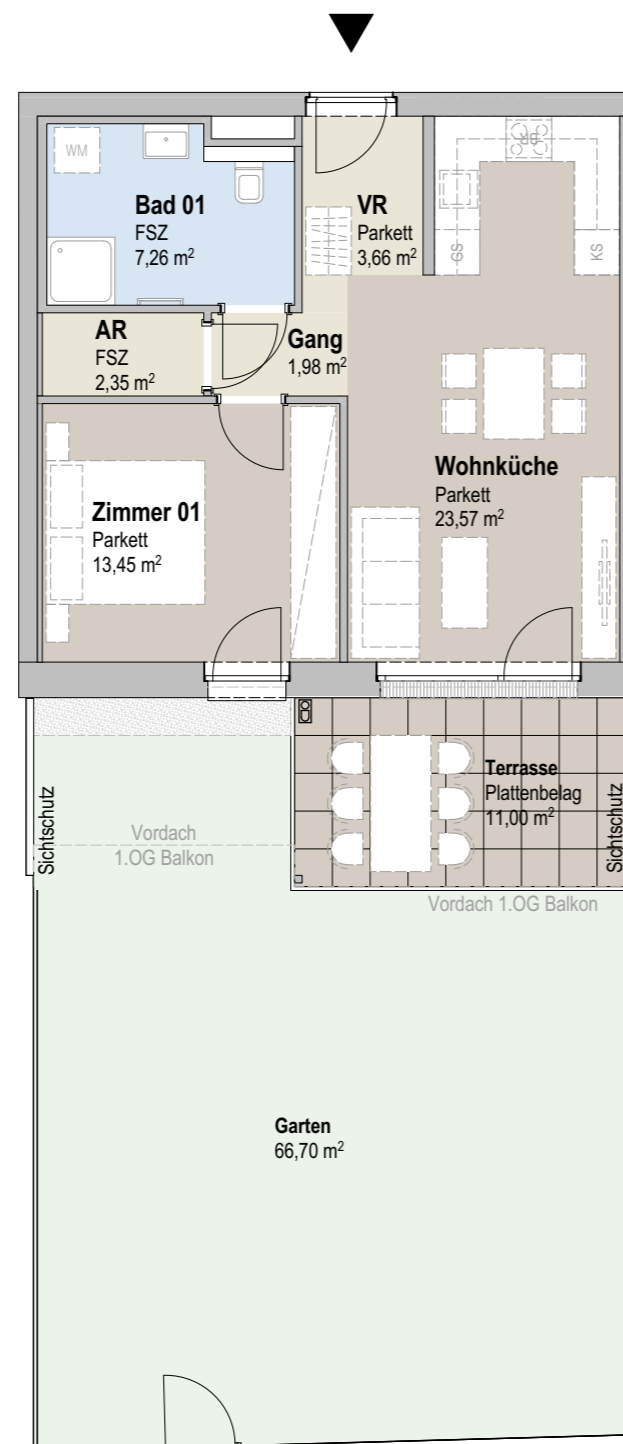 WM
Bad 01
FSZ
7,26 m²
VR
Parkett
3,66 m²
BR
GS
KS
AR
FSZ
2,35 m²
Gang
1,98 m²
Wohnküche
Parkett
23,57 m²
Zimmer 01
Parkett
13,45 m²
Sichtschutz
Vordach
1.OG Balkon
Terrasse
Plattenbelag
11,00 m²
Sichtschutz
Vordach 1.OG Balkon
Garten
66,70 m²